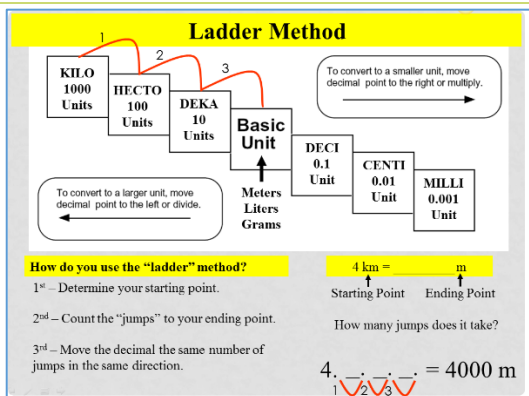 Ladder Method
1
2
3
KILO
1000
Units
HECTO
100
Units
DEKA
10
Units
Basic
Unit
DECI
0.1
Unit
CENTI
0.01
Unit
MILLI
0.001
Unit
To convert to a smaller unit, move
decimal point to the right or multiply.
To convert to a larger unit, move
decimal point to the left or divide.
Meters
Liters
Grams
How do you use the “ladder” method?
1st – Determine your starting point.
2nd – Count the “jumps” to your ending point.
3rd – Move the decimal the same number of
jumps in the same direction.
4 km = _________ m
Starting Point Ending Point
How many jumps does it take?
4. _. _. _. = 4000 m
1 2 3